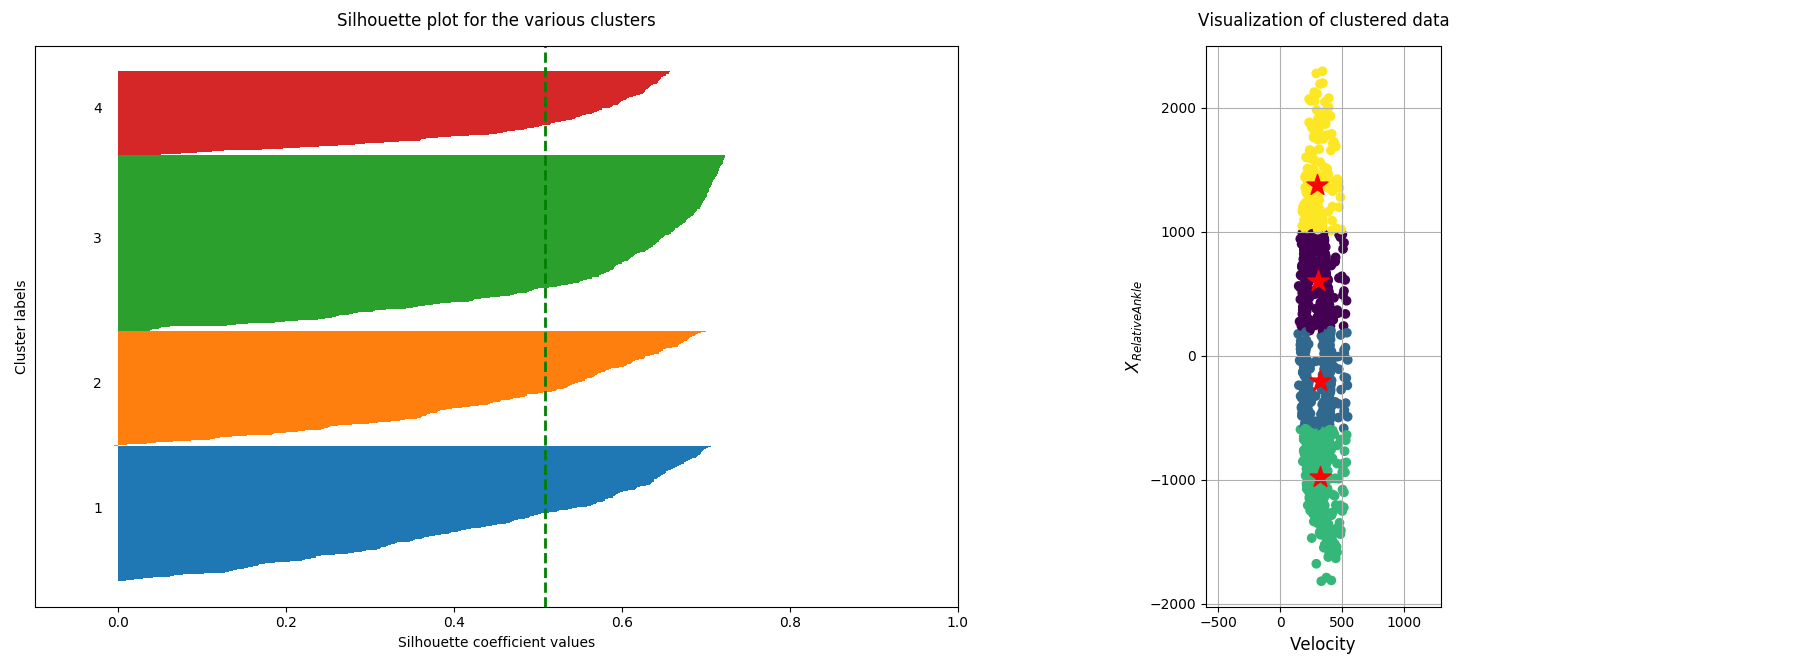 Silhouette plot for the various clusters
Cluster labels
4
3
2
1
0.0 0.2 0.4 0.6 0.8 1.0
Silhouette coefficient values
Visualization of clustered data
X_RelativeAnkle
2000
1000
0
−1000
−2000
−500 0 500 1000
Velocity